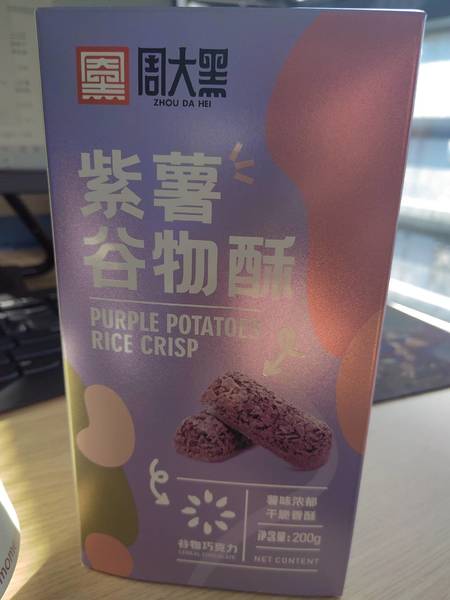 周大黑
ZHOU DA HEI
紫薯
谷物酥
PURPLE POTATOES
RICE CRISP
薯味浓郁
干脆香酥
净含量:200g
NET CONTENT
谷物巧克力
CEREAL CHOCOLATE